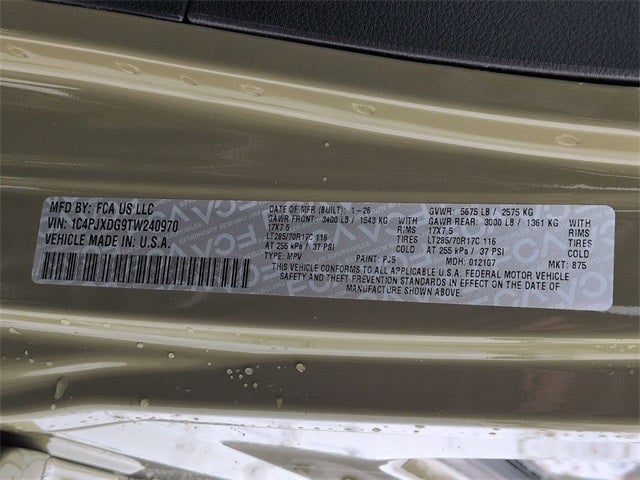 MFD BY: FCA US LLC
VIN: 1C4PJXDG9TW240970
VEHICLE MADE IN U.S.A.
DATE OF MFR (BUILT): 1-26 GVWR: 5675 LB / 2575 KG
GAWR FRONT: 3400 LB / 1543 KG WITH GAWR REAR: 3000 LB / 1361 KG WITH
17X7.5 RIMS 17X7.5 RIMS
LT285/70R17C 116 TIRES LT285/70R17C 116 TIRES
AT 255 kPa / 37 PSI COLD AT 255 kPa / 37 PSI COLD
TYPE: MPV PAINT: PJ5 MDH: 012107 MKT: 875
THIS VEHICLE CONFORMS TO ALL APPLICABLE U.S.A. FEDERAL MOTOR VEHICLE
SAFETY AND THEFT PREVENTION STANDARDS IN EFFECT ON THE DATE OF
MANUFACTURE SHOWN ABOVE.